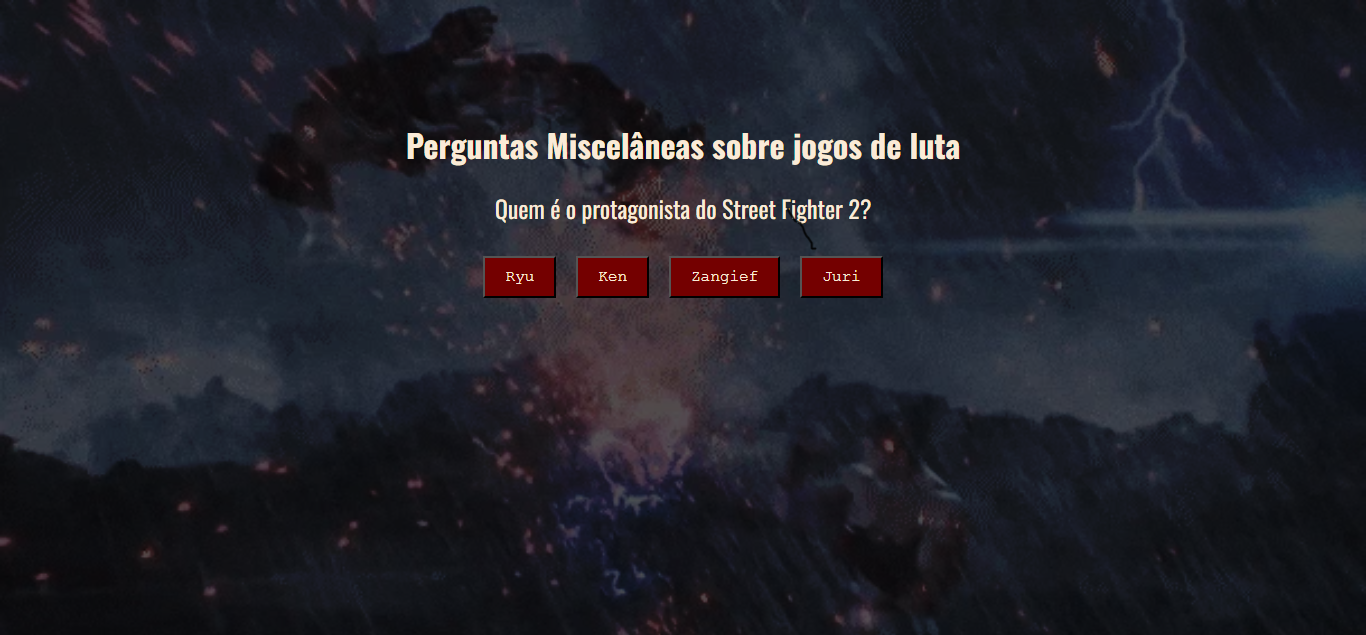 Perguntas Miscelâneas sobre jogos de luta
Quem é o protagonista do Street Fighter 2?
Ryu Ken Zangief Juri